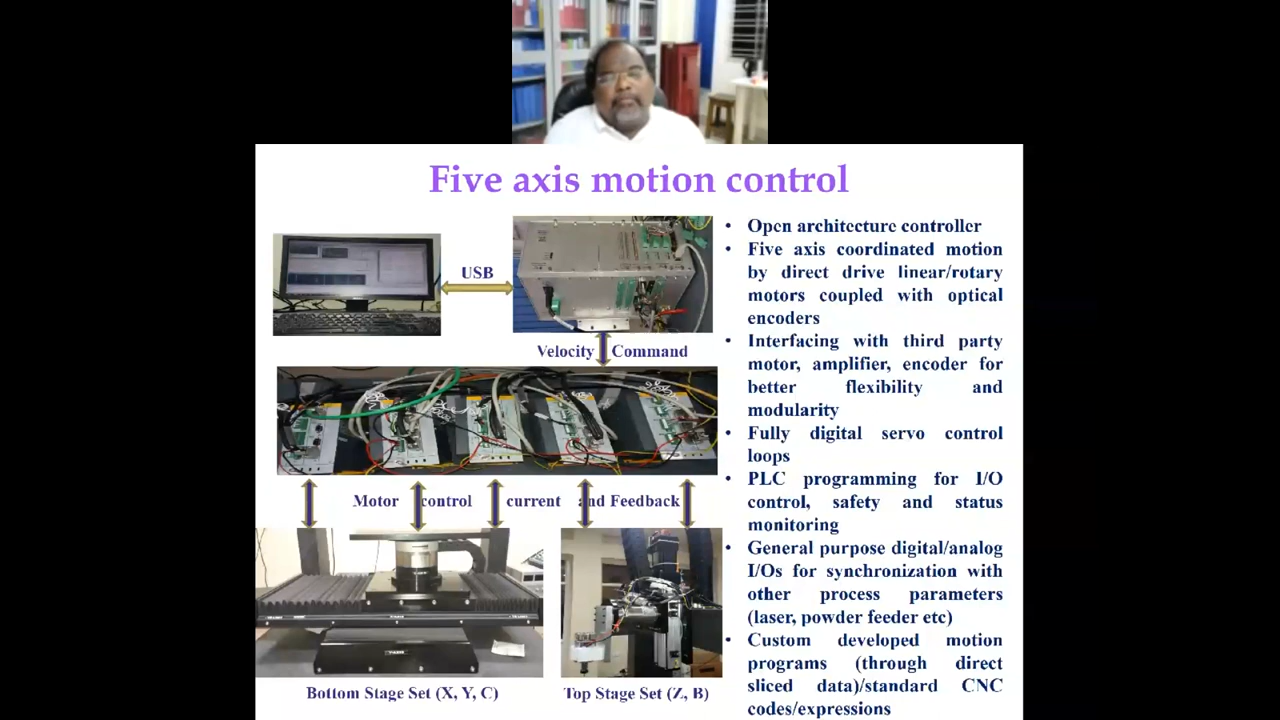 Five axis motion control
USB
Velocity Command
Motor control current and Feedback
Bottom Stage Set (X, Y, C)
Top Stage Set (Z, B)
• Open architecture controller
• Five axis coordinated motion
by direct drive linear/rotary
motors coupled with optical
encoders
• Interfacing with third party
motor, amplifier, encoder for
better flexibility and
modularity
• Fully digital servo control
loops
• PLC programming for I/O
control, safety and status
monitoring
• General purpose digital/analog
I/Os for synchronization with
other process parameters
(laser, powder feeder etc)
• Custom developed motion
programs (through direct
sliced data)/standard CNC
codes/expressions